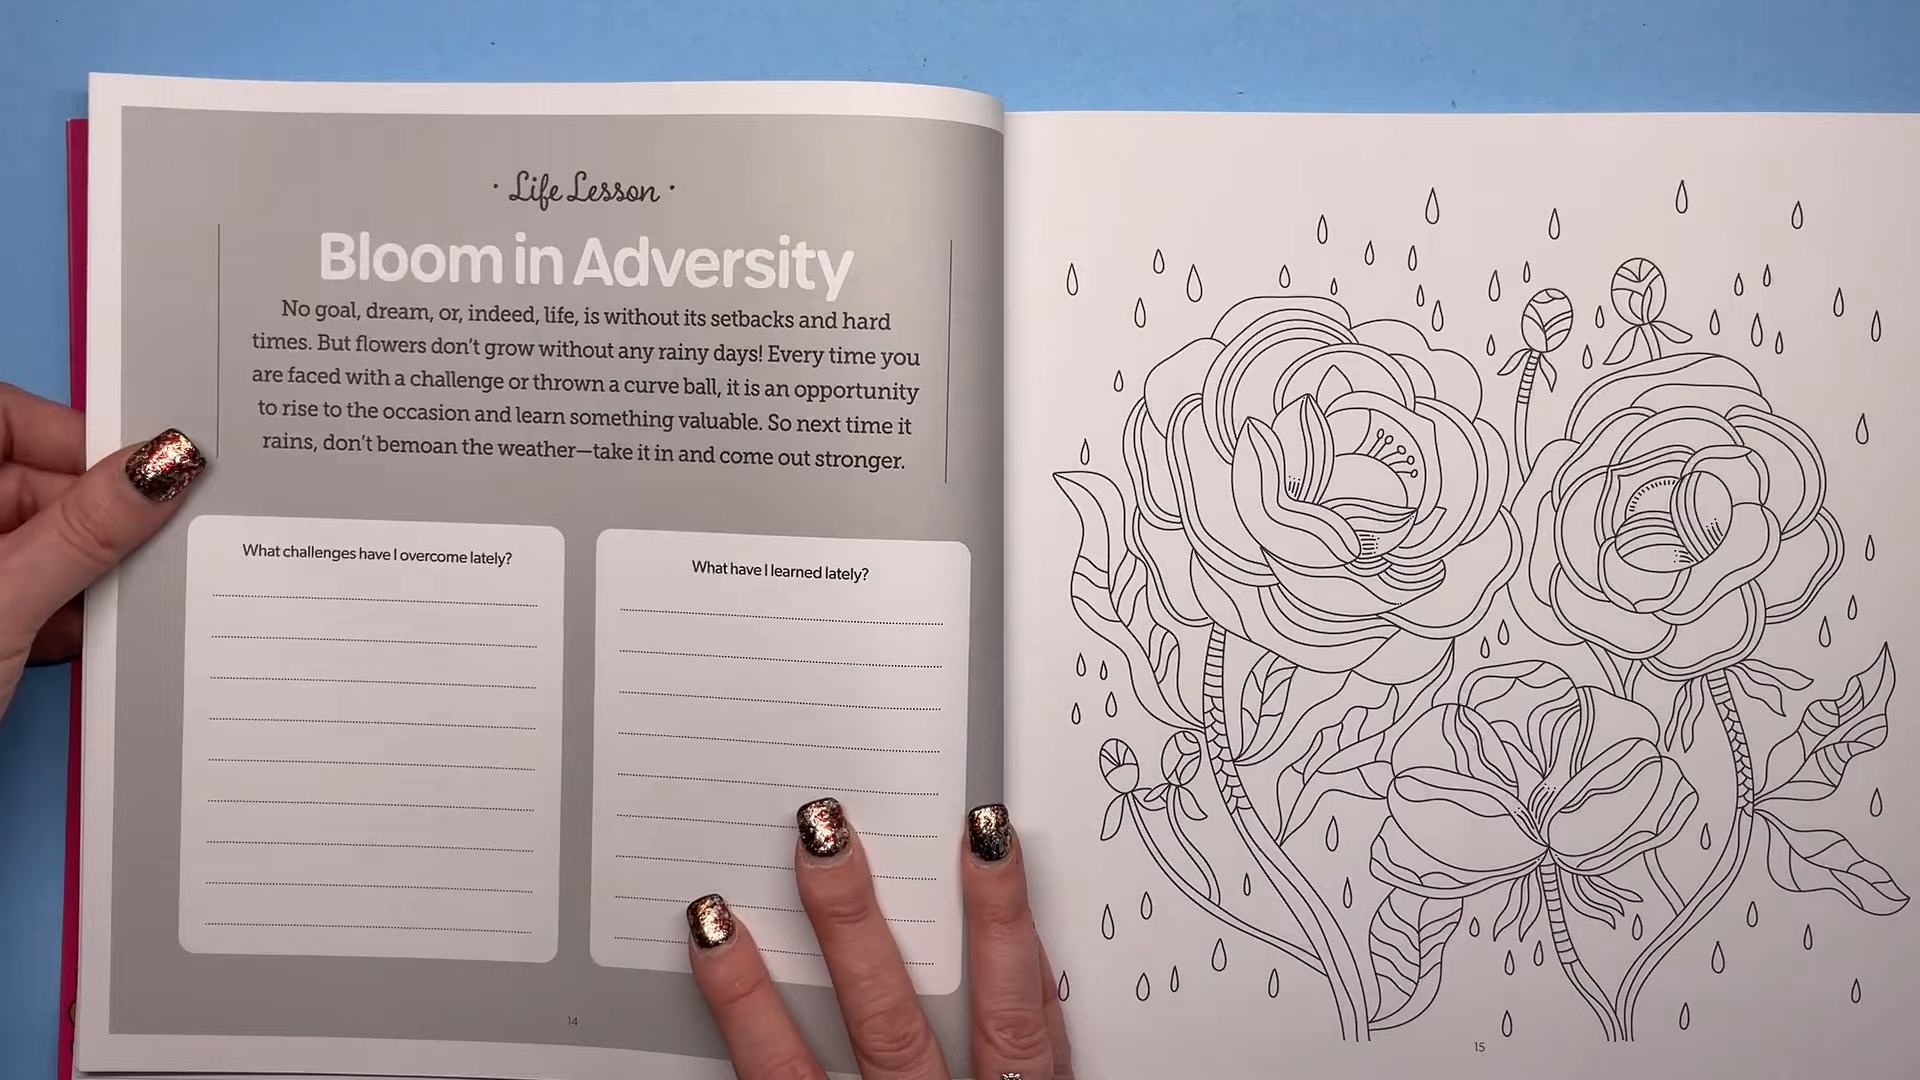 · Life Lesson ·
Bloom in Adversity
No goal, dream, or, indeed, life, is without its setbacks and hard
times. But flowers don't grow without any rainy days! Every time you
are faced with a challenge or thrown a curve ball, it is an opportunity
to rise to the occasion and learn something valuable. So next time it
rains, don't bemoan the weather—take it in and come out stronger.
What challenges have I overcome lately?
What have I learned lately?
14
15